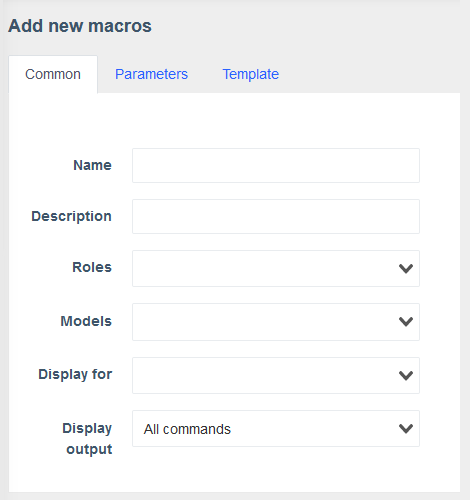 Add new macros
Common Parameters Template
Name
Description
Roles
Models
Display for
Display All commands
output